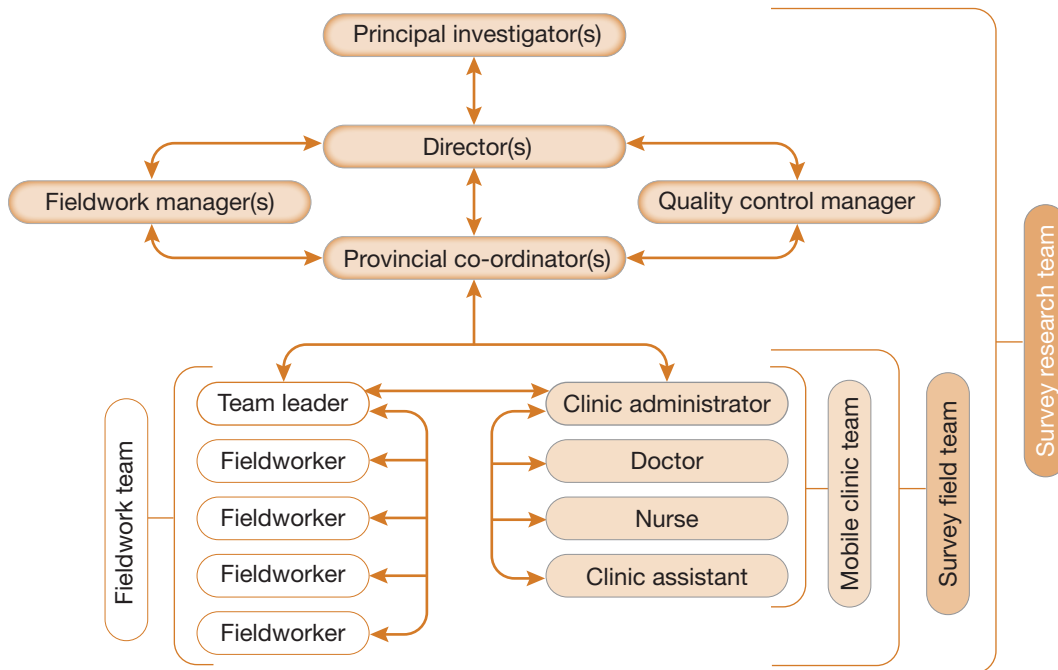 Principal investigator(s)
Director(s)
Fieldwork manager(s)
Quality control manager
Provincial co-ordinator(s)
Team leader
Clinic administrator
Fieldworker
Doctor
Fieldworker
Nurse
Fieldworker
Clinic assistant
Fieldworker
Fieldwork team
Mobile clinic team
Survey field team
Survey research team